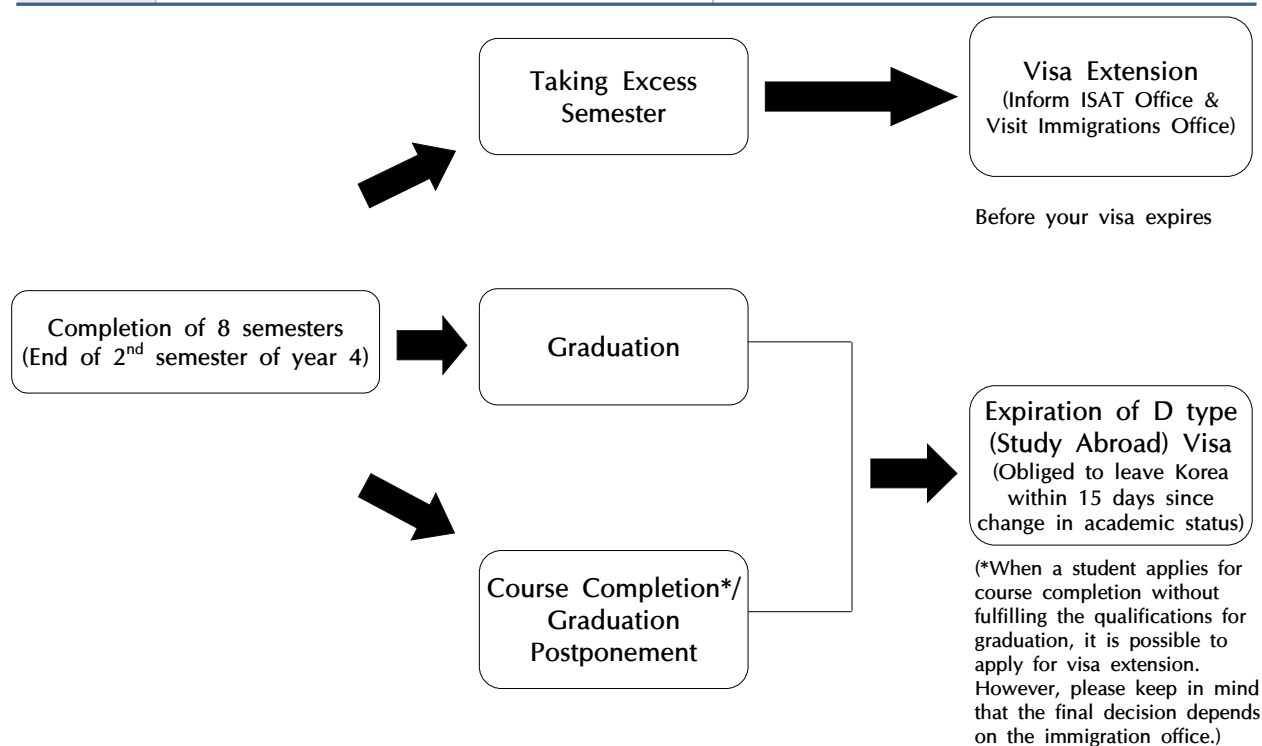 Taking Excess
Semester
Visa Extension
(Inform ISAT Office &
Visit Immigrations Office)
Before your visa expires
Completion of 8 semesters
(End of 2nd semester of year 4)
Graduation
Expiration of D type
(Study Abroad) Visa
(Obliged to leave Korea
within 15 days since
change in academic status)
Course Completion*/
Graduation
Postponement
(*When a student applies for
course completion without
fulfilling the qualifications for
graduation, it is possible to
apply for visa extension.
However, please keep in mind
that the final decision depends
on the immigration office.)